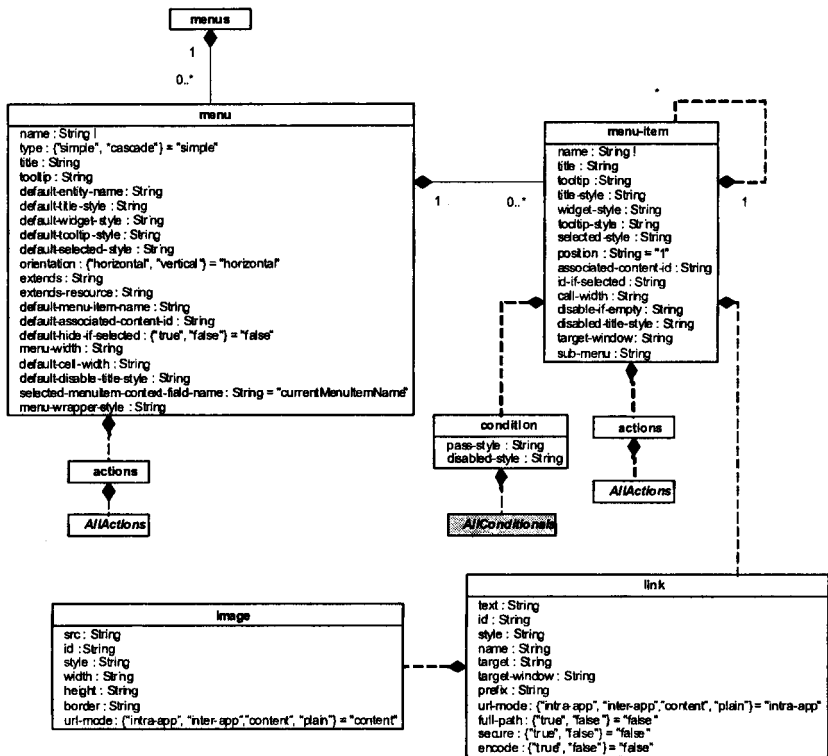 menus
1
0..*
menu
name : String !
type : {"simple", "cascade"} = "simple"
title : String
tooltip : String
default-entity-name : String
default-title-style : String
default-widget-style : String
default-tooltip-style : String
default-selected-style : String
orientation : {"horizontal", "vertical"} = "horizontal"
extends : String
extends-resource : String
default-menu-item-name : String
default-associated-content-id : String
default-hide-if-selected : {"true", "false"} = "false"
menu-width : String
default-cell-width : String
default-disable-title-style : String
selected-menuitem-context-field-name : String = "currentMenuItemName"
menu-wrapper-style : String
1
0..*
menu-item
name : String !
title : String
tooltip : String
title-style : String
widget-style : String
tooltip-style : String
selected-style : String
position : String = "1"
associated-content-id : String
id-if-selected : String
call-width : String
disable-if-empty : String
disabled-title-style : String
target-window : String
sub-menu : String
*
1
actions
AllActions
condition
pass-style : String
disabled-style : String
AllConditionals
actions
AllActions
image
src : String
id : String
style : String
width : String
height : String
border : String
url-mode : {"intra-app", "inter-app","content", "plain"} = "content"
link
text : String
id : String
style : String
name : String
target : String
target-window : String
prefix : String
url-mode : {"intra-app", "inter-app","content", "plain"} = "intra-app"
full-path : {"true", "false"} = "false"
secure : {"true", "false"} = "false"
encode : {"true", "false"} = "false"